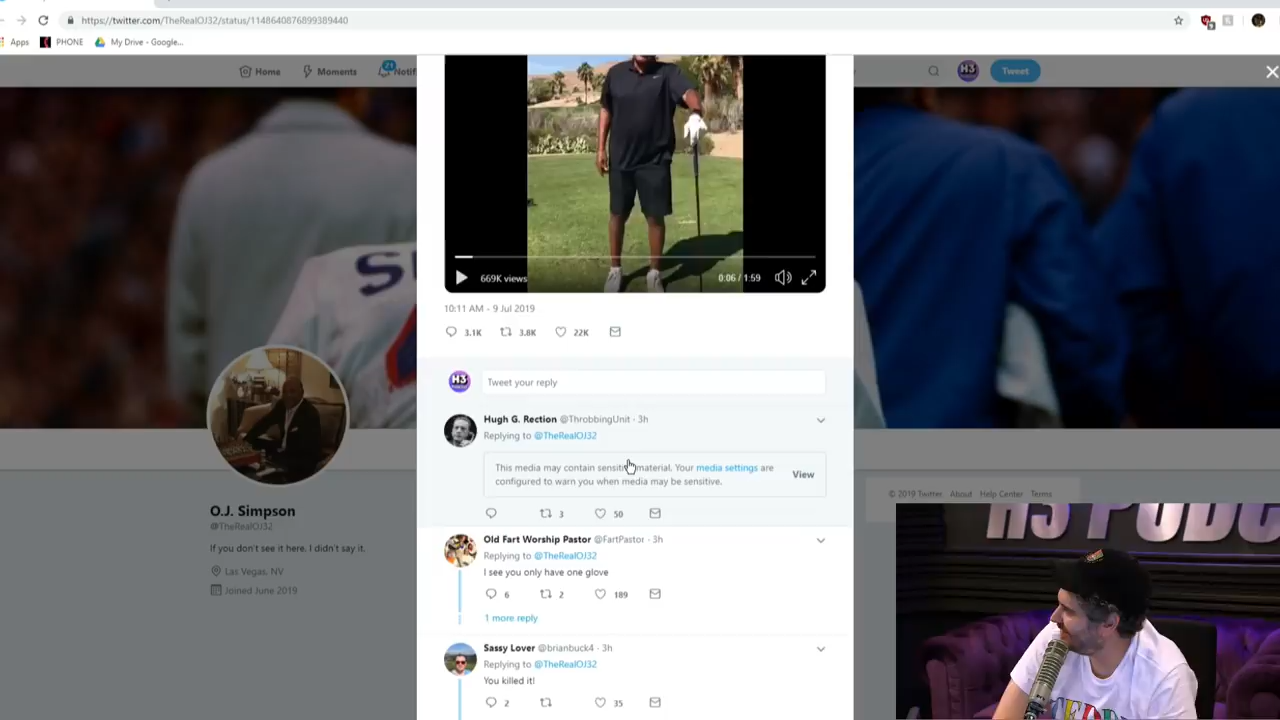 https://twitter.com/TheRealOJ32/status/1148640876899389440
Apps PHONE My Drive - Google...
Home Moments 21 Notif Tweet
669K views 0:06 / 1:59
10:11 AM - 9 Jul 2019
3.1K 3.8K 22K
H3 Tweet your reply
Hugh G. Rection @ThrobbingUnit · 3h
Replying to @TheRealOJ32
This media may contain sensitive material. Your media settings are
configured to warn you when media may be sensitive.
View
3 50
Old Fart Worship Pastor @FartPastor · 3h
Replying to @TheRealOJ32
I see you only have one glove
6 2 189
1 more reply
Sassy Lover @brianbuck4 · 3h
Replying to @TheRealOJ32
You killed it!
2 35
O.J. Simpson
@TheRealOJ32
If you don't see it here. I didn't say it.
Las Vegas, NV
Joined June 2019
© 2019 Twitter About Help Center Terms
H3 PODC